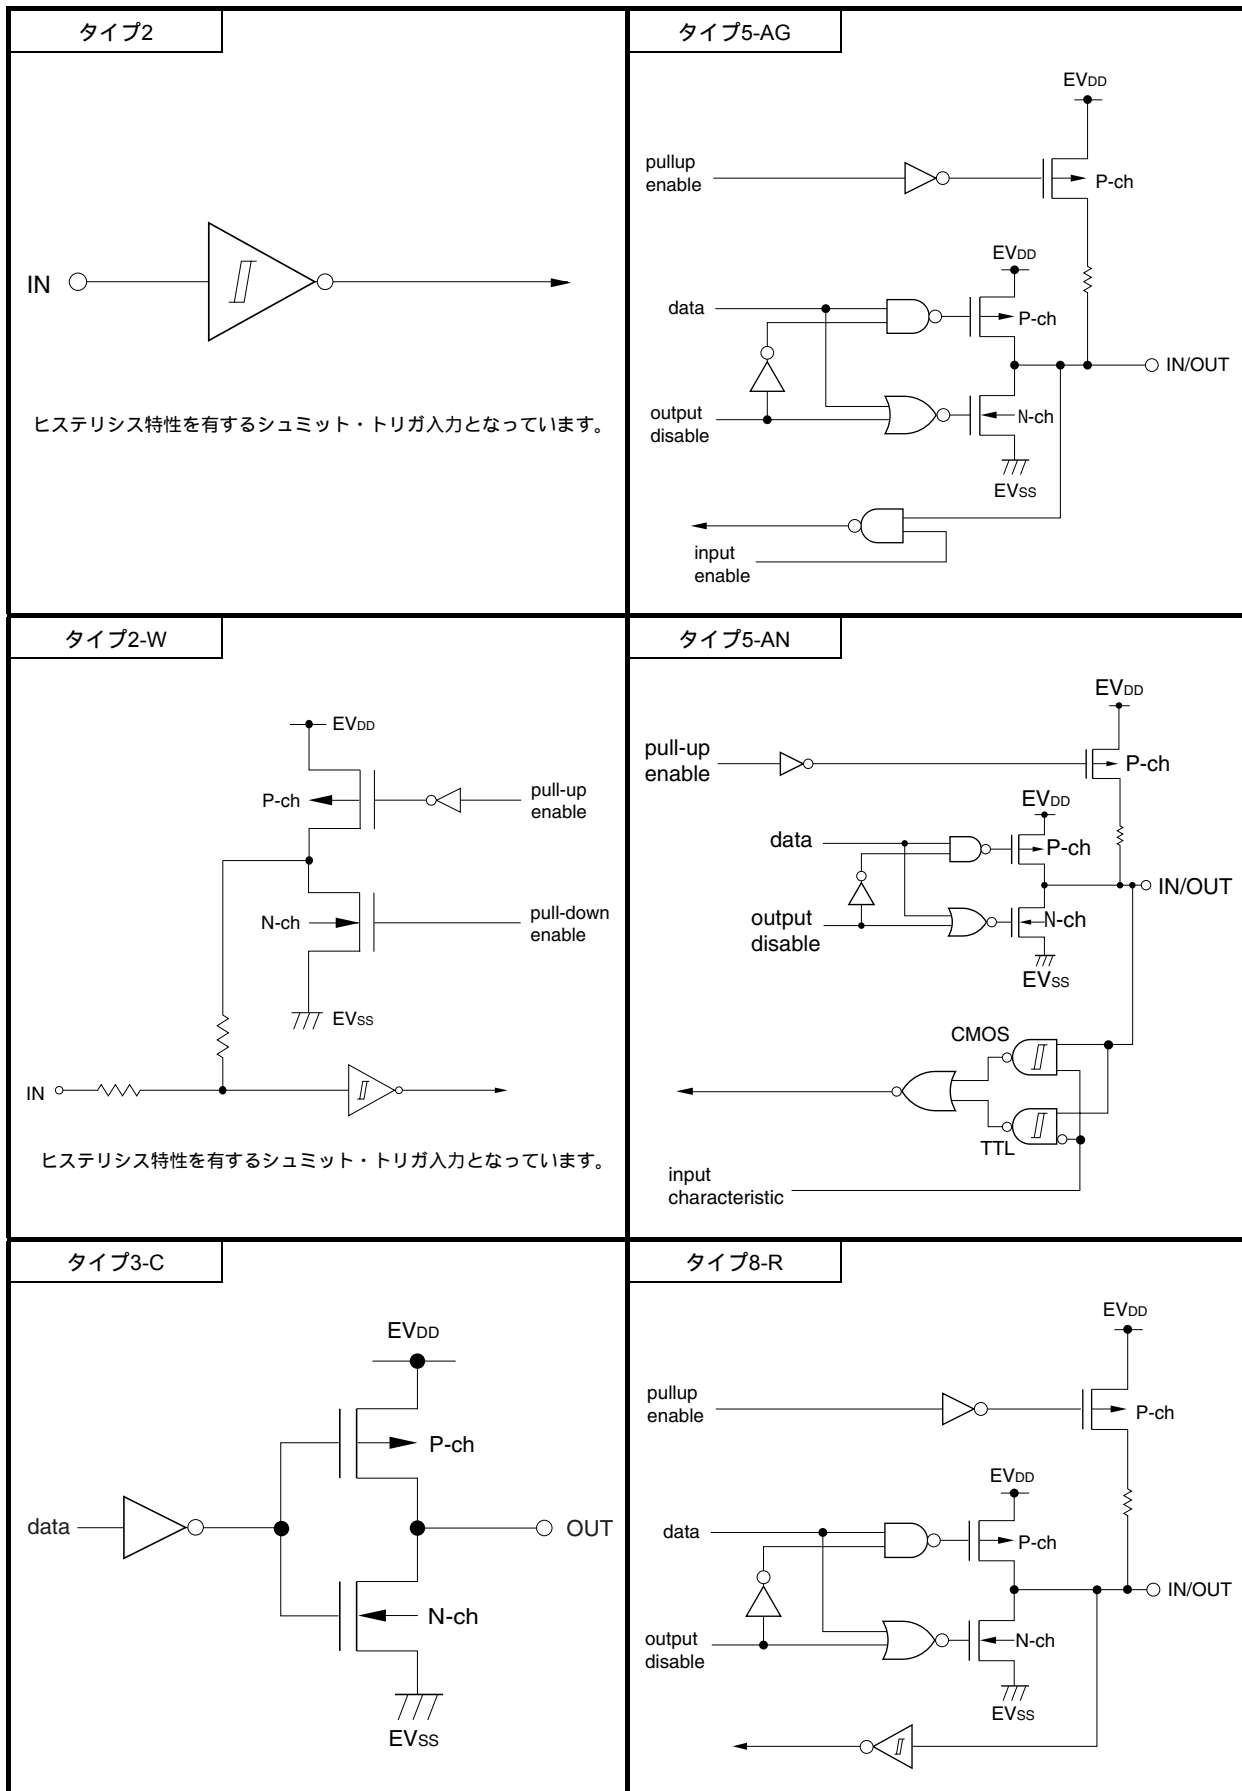 タイプ2
IN
ヒステリシス特性を有するシュミット・トリガ入力となっています。
タイプ5-AG
EVDD
pullup
enable
P-ch
EVDD
data
P-ch
IN/OUT
output
disable
N-ch
EVSS
input
enable
タイプ2-W
EVDD
P-ch
pull-up
enable
N-ch
pull-down
enable
EVSS
IN
ヒステリシス特性を有するシュミット・トリガ入力となっています。
タイプ5-AN
EVDD
pull-up
enable
P-ch
EVDD
data
P-ch
IN/OUT
output
disable
N-ch
EVSS
CMOS
TTL
input
characteristic
タイプ3-C
EVDD
P-ch
data
OUT
N-ch
EVSS
タイプ8-R
EVDD
pullup
enable
P-ch
EVDD
data
P-ch
IN/OUT
output
disable
N-ch
EVSS